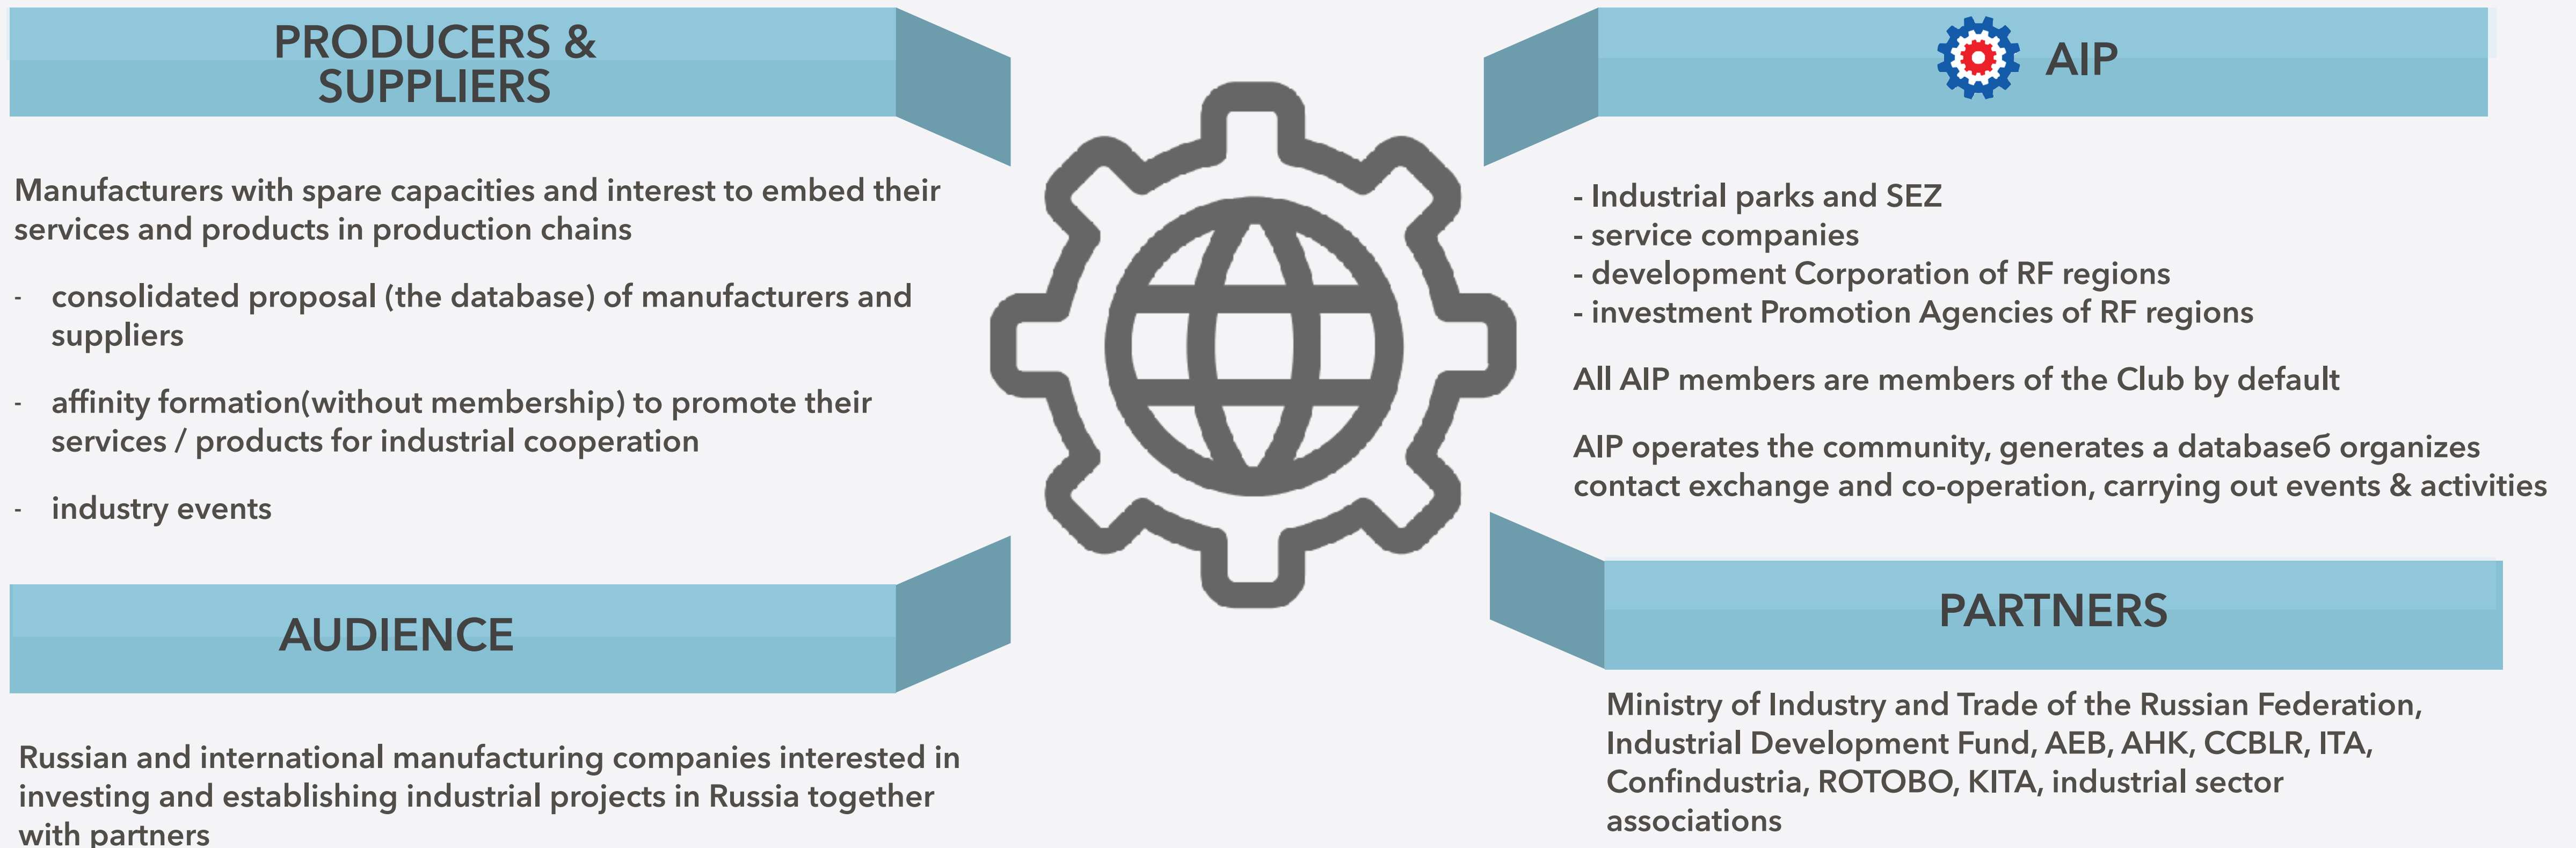 PRODUCERS &
SUPPLIERS
Manufacturers with spare capacities and interest to embed their
services and products in production chains
- consolidated proposal (the database) of manufacturers and
suppliers
- affinity formation(without membership) to promote their
services / products for industrial cooperation
- industry events
AIP
- Industrial parks and SEZ
- service companies
- development Corporation of RF regions
- investment Promotion Agencies of RF regions
All AIP members are members of the Club by default
AIP operates the community, generates a databaseб organizes
contact exchange and co-operation, carrying out events & activities
AUDIENCE
Russian and international manufacturing companies interested in
investing and establishing industrial projects in Russia together
with partners
PARTNERS
Ministry of Industry and Trade of the Russian Federation,
Industrial Development Fund, AEB, AHK, CCBLR, ITA,
Confindustria, ROTOBO, KITA, industrial sector
associations